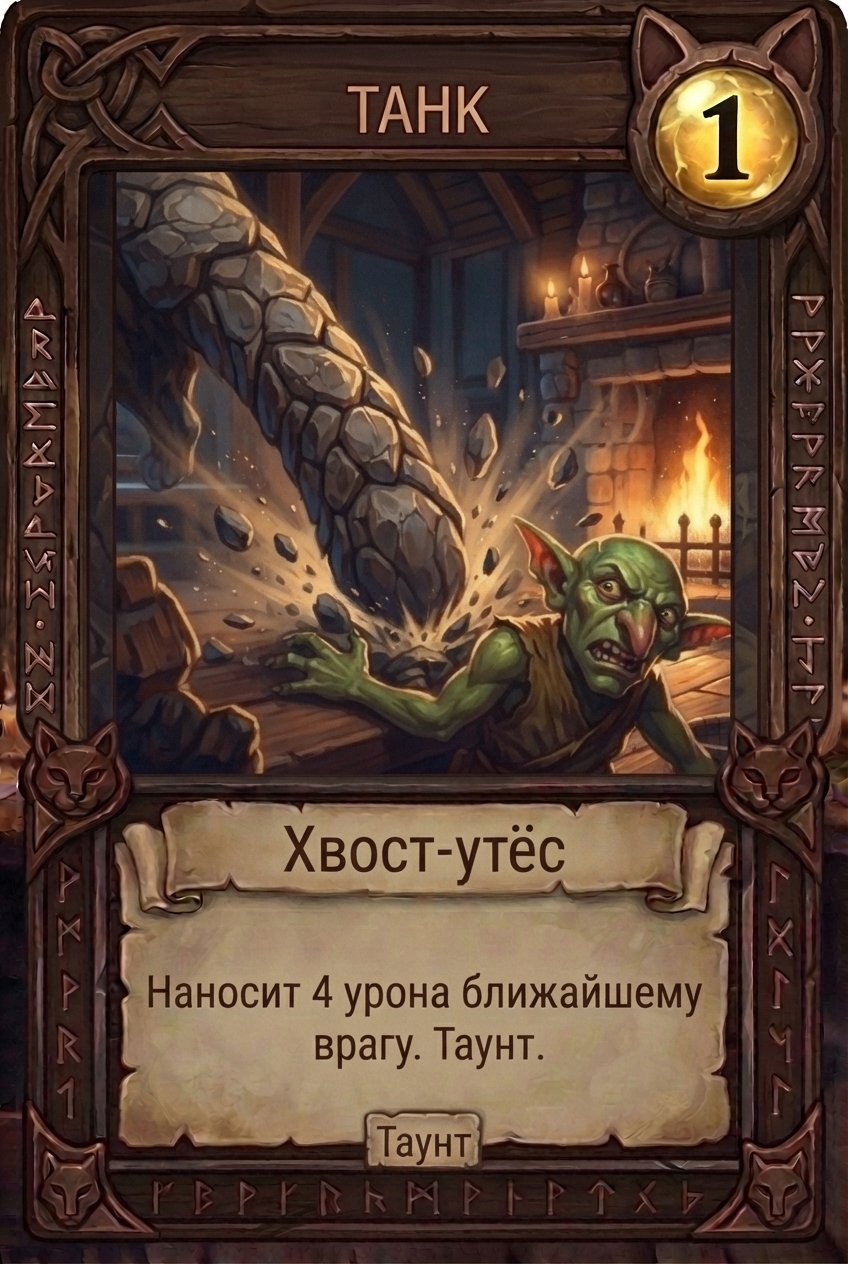 ТАНК
1
Хвост-утёс
Наносит 4 урона ближайшему
врагу. Таунт.
Таунт